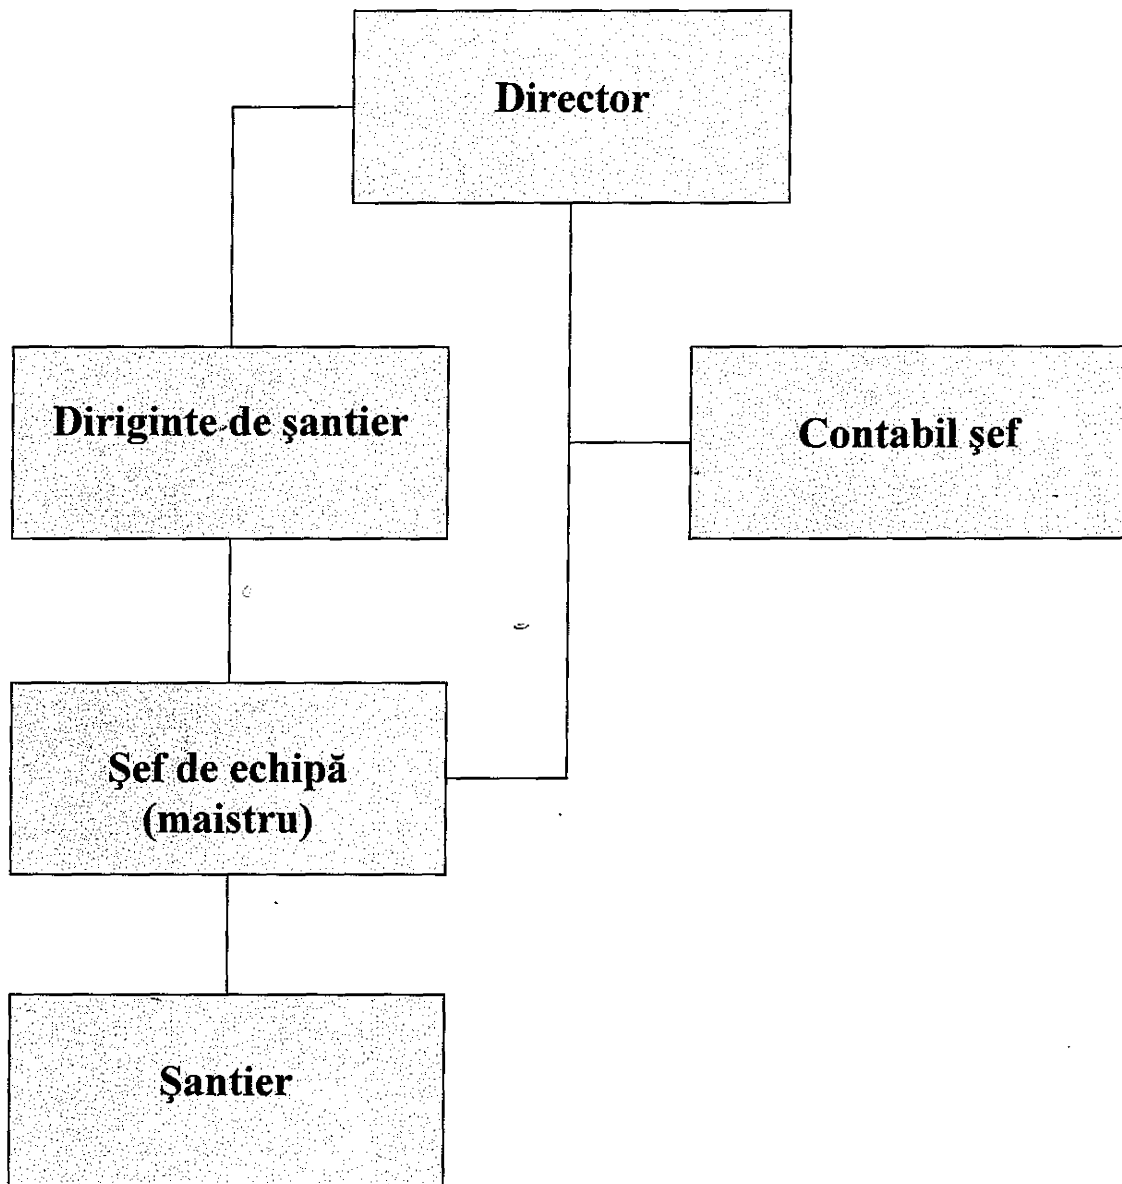 Director
Diriginte de şantier
Contabil şef
Şef de echipă
(maistru)
Şantier